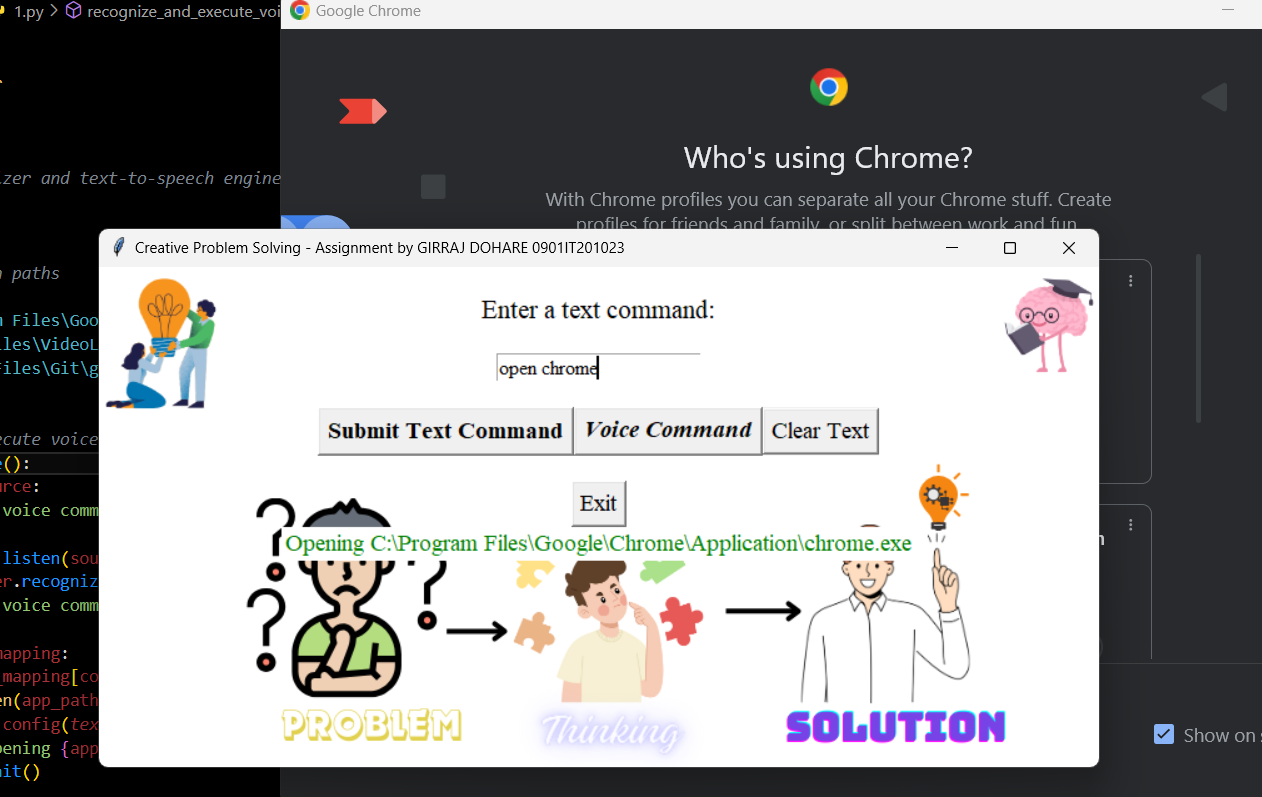 1.py > recognize_and_execute_voi
zer and text-to-speech engine
paths
Files\Goo
iles\VideoL
Files\Git\g
ecute voice
e():
urce:
voice comm
listen(sou
er.recogniz
voice comm
mapping:
_mapping[co
en(app_path
config(tex
pening {app
ait()
Google Chrome
Who's using Chrome?
With Chrome profiles you can separate all your Chrome stuff. Create
profiles for friends and family, or split between work and fun
Show on
Creative Problem Solving - Assignment by GIRRAJ DOHARE 0901IT201023
Enter a text command:
open chrome
Submit Text Command Voice Command Clear Text
Exit
Opening C:\Program Files\Google\Chrome\Application\chrome.exe
PROBLEM Thinking SOLUTION